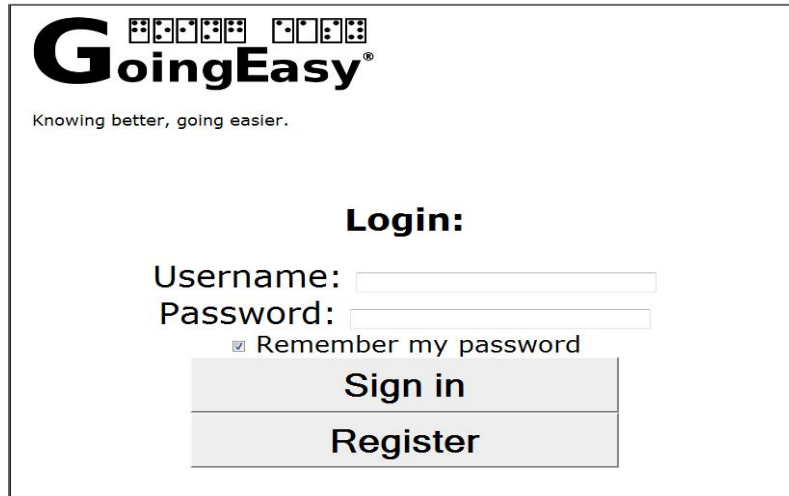 GoingEasy®
Knowing better, going easier.
Login:
Username:
Password:
Remember my password
Sign in
Register